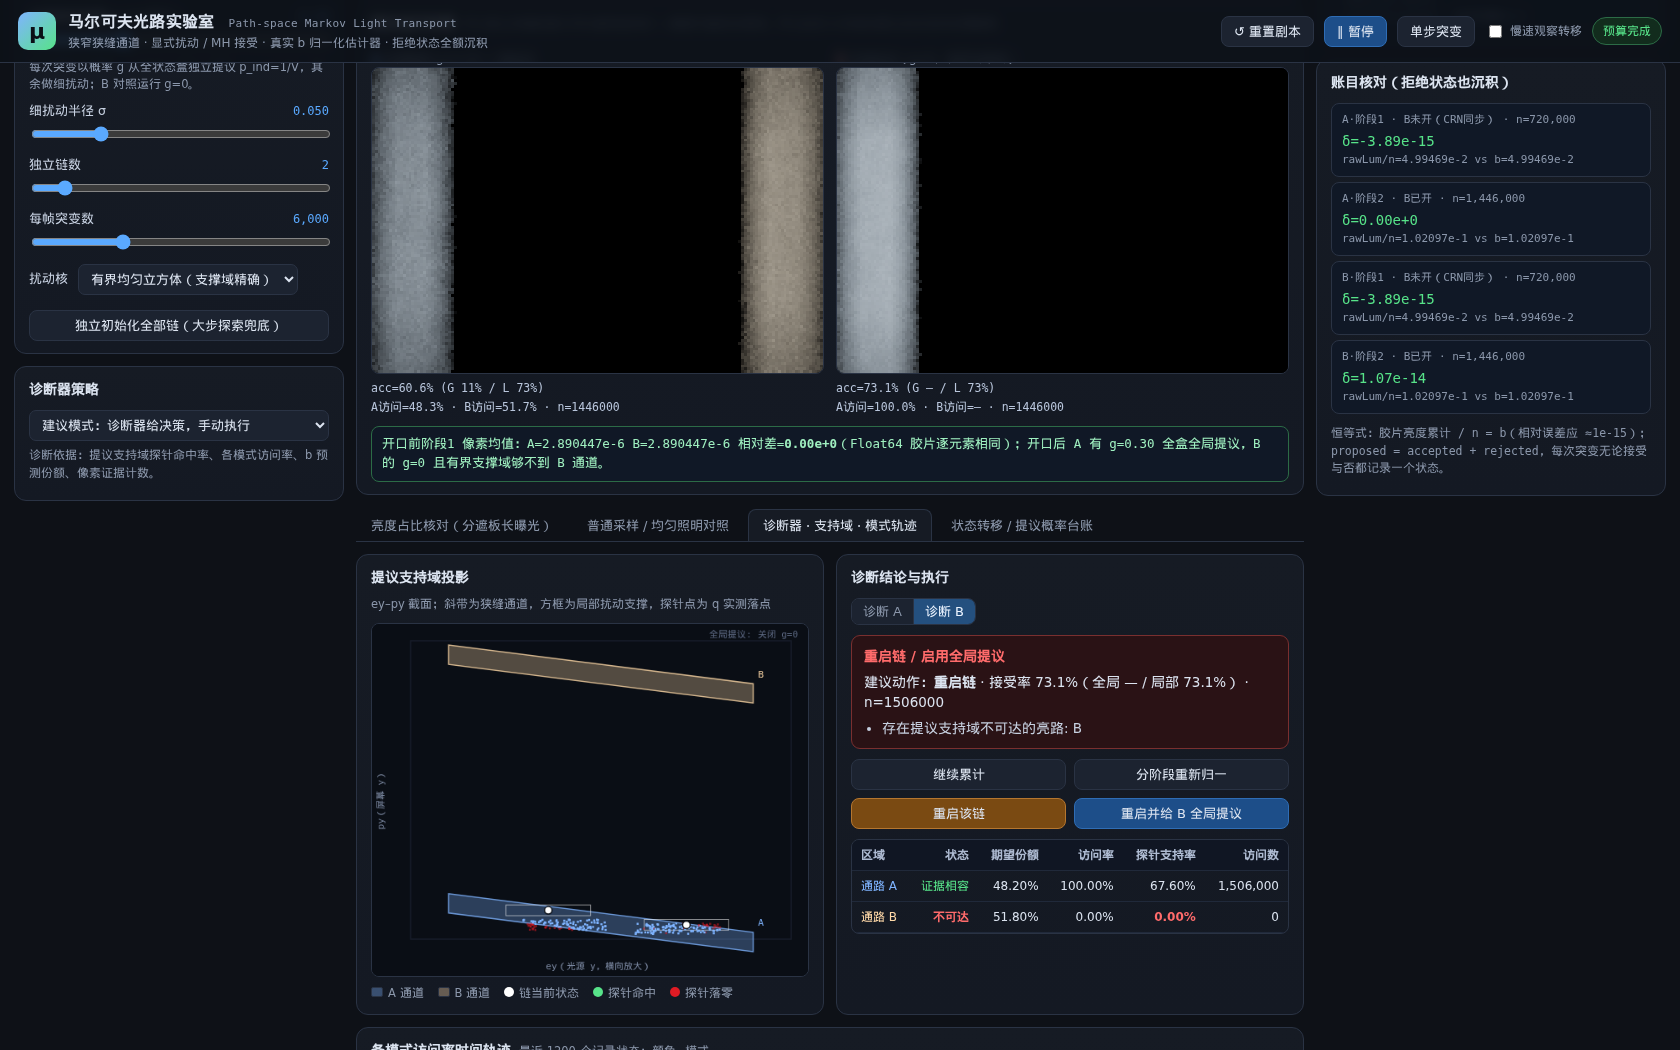 μ
马尔可夫光路实验室 Path-space Markov Light Transport
狭窄狭缝通道 · 显式扰动 / MH 接受 · 真实 b 归一化估计器 · 拒绝状态全额沉积
↺ 重置剧本
‖ 暂停
单步突变
慢速观察转移
预算完成
每次突变以概率 g 从全状态盒独立提议 p_ind=1/V，其
余做细扰动；B 对照运行 g=0。
细扰动半径 σ 0.050
独立链数 2
每帧突变数 6,000
扰动核 有界均匀立方体（支撑域精确）
独立初始化全部链（大步探索兜底）
诊断器策略
建议模式：诊断器给决策，手动执行
诊断依据：提议支持域探针命中率、各模式访问率、b 预
测份额、像素证据计数。
acc=60.6% (G 11% / L 73%)
A访问=48.3% · B访问=51.7% · n=1446000
acc=73.1% (G — / L 73%)
A访问=100.0% · B访问=— · n=1446000
开口前阶段1 像素均值: A=2.890447e-6 B=2.890447e-6 相对差=0.00e+0（Float64 胶片逐元素相同）；开口后 A 有 g=0.30 全盒全局提议，B
的 g=0 且有界支撑域够不到 B 通道。
亮度占比核对（分遮板长曝光）
普通采样 / 均匀照明对照
诊断器 · 支持域 · 模式轨迹
状态转移 / 提议概率台账
提议支持域投影
ey-py 截面；斜带为狭缝通道，方框为局部扰动支撑，探针点为 q 实测落点
全局提议: 关闭 g=0
B
A
py（屏幕 y）
ey（光源 y，横向放大）
A 通道
B 通道
链当前状态
探针命中
探针落零
诊断结论与执行
诊断 A
诊断 B
重启链 / 启用全局提议
建议动作：重启链 · 接受率 73.1%（全局 — / 局部 73.1%） ·
n=1506000
• 存在提议支持域不可达的亮路: B
继续累计
分阶段重新归一
重启该链
重启并给 B 全局提议
区域 状态 期望份额 访问率 探针支持率 访问数
通路 A 证据相容 48.20% 100.00% 67.60% 1,506,000
通路 B 不可达 51.80% 0.00% 0.00% 0
账目核对（拒绝状态也沉积）
A·阶段1 · B未开（CRN同步） · n=720,000
δ=-3.89e-15
rawLum/n=4.99469e-2 vs b=4.99469e-2
A·阶段2 · B已开 · n=1,446,000
δ=0.00e+0
rawLum/n=1.02097e-1 vs b=1.02097e-1
B·阶段1 · B未开（CRN同步） · n=720,000
δ=-3.89e-15
rawLum/n=4.99469e-2 vs b=4.99469e-2
B·阶段2 · B已开 · n=1,446,000
δ=1.07e-14
rawLum/n=1.02097e-1 vs b=1.02097e-1
恒等式: 胶片亮度累计 / n = b（相对误差应 ≈1e-15）；
proposed = accepted + rejected，每次突变无论接受
与否都记录一个状态。